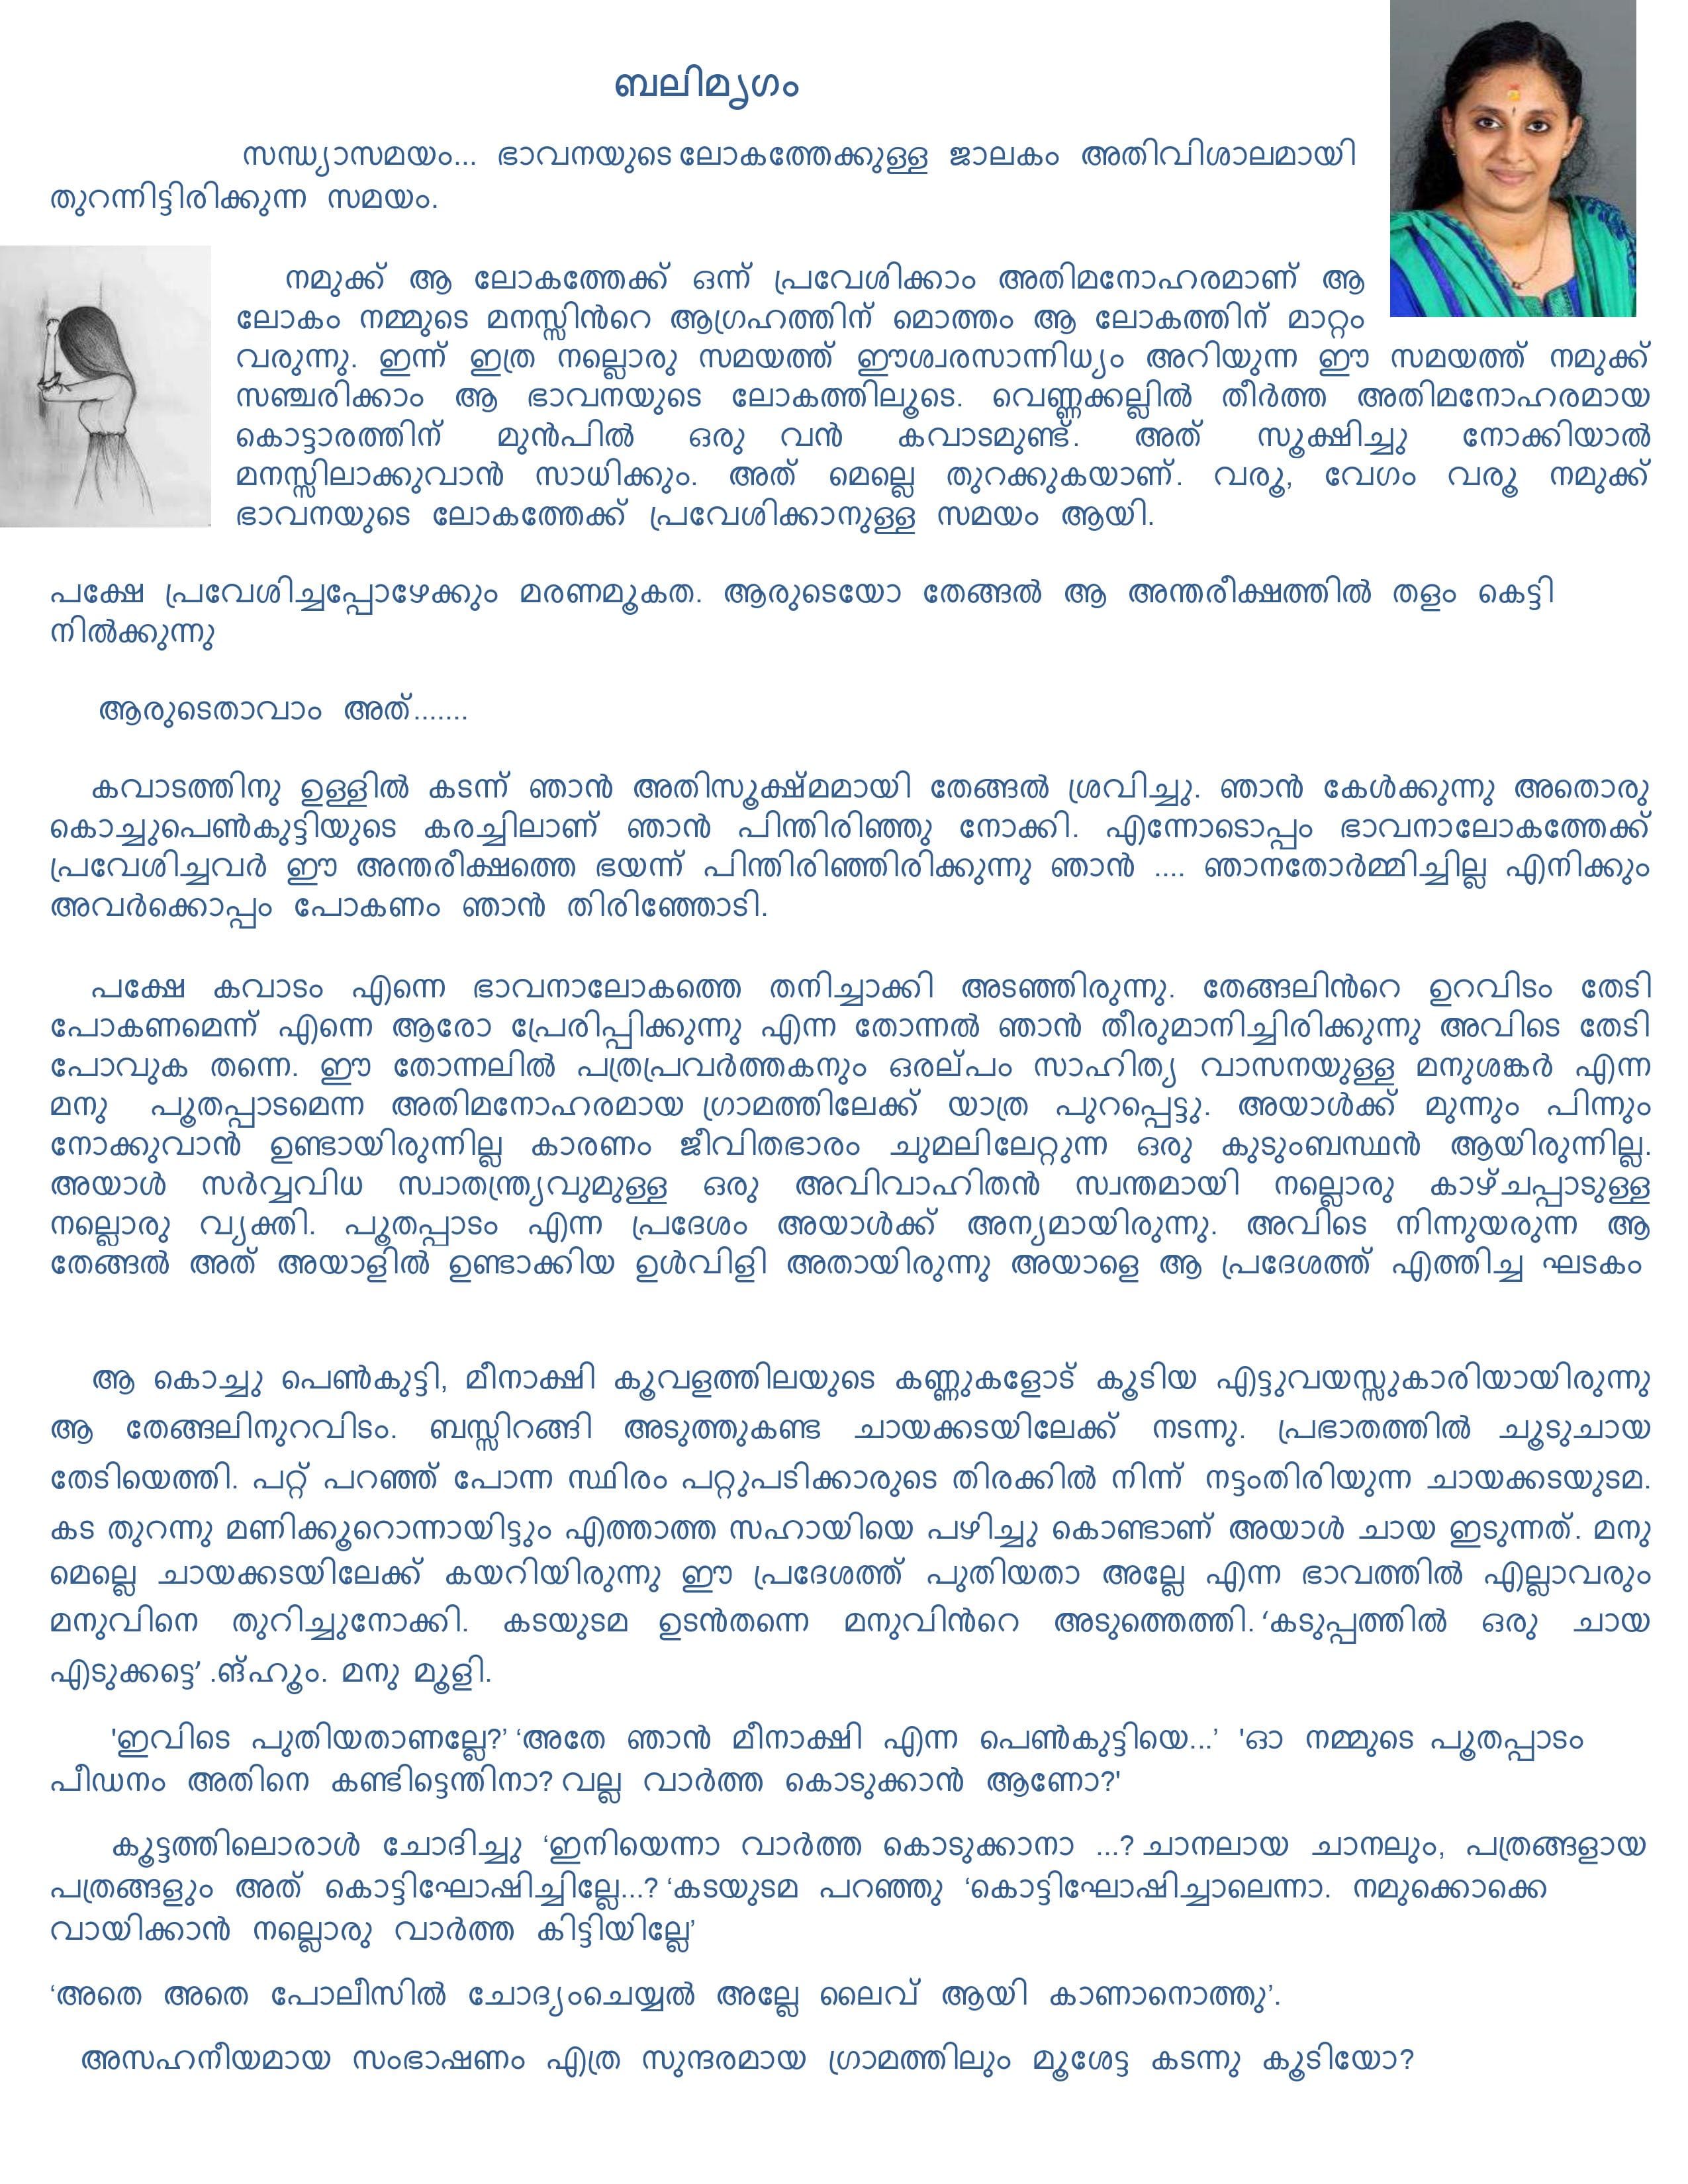 ബലിമൃഗം
സന്ധ്യാസമയം... ഭാവനയുടെ ലോകത്തേക്കുള്ള ജാലകം അതിവിശാലമായി
തുറന്നിട്ടിരിക്കുന്ന സമയം.
നമുക്ക് ആ ലോകത്തേക്ക് ഒന്ന് പ്രവേശിക്കാം അതിമനോഹരമാണ് ആ
ലോകം നമ്മുടെ മനസ്സിൻറെ ആഗ്രഹത്തിന് മൊത്തം ആ ലോകത്തിന് മാറ്റം
വരുന്നു. ഇന്ന് ഇത്ര നല്ലൊരു സമയത്ത് ഈശ്വരസാന്നിധ്യം അറിയുന്ന ഈ സമയത്ത് നമുക്ക്
സഞ്ചരിക്കാം ആ ഭാവനയുടെ ലോകത്തിലൂടെ. വെണ്ണക്കല്ലിൽ തീർത്ത അതിമനോഹരമായ
കൊട്ടാരത്തിന് മുൻപിൽ ഒരു വൻ കവാടമുണ്ട്. അത് സൂക്ഷിച്ചു നോക്കിയാൽ
മനസ്സിലാക്കുവാൻ സാധിക്കും. അത് മെല്ലെ തുറക്കുകയാണ്. വരൂ, വേഗം വരൂ നമുക്ക്
ഭാവനയുടെ ലോകത്തേക്ക് പ്രവേശിക്കാനുള്ള സമയം ആയി.
പക്ഷേ പ്രവേശിച്ചപ്പോഴേക്കും മരണമൂകത. ആരുടെയോ തേങ്ങൽ ആ അന്തരീക്ഷത്തിൽ തളം കെട്ടി
നിൽക്കുന്നു
ആരുടെതാവാം അത്.......
കവാടത്തിനു ഉള്ളിൽ കടന്ന് ഞാൻ അതിസൂക്ഷ്മമായി തേങ്ങൽ ശ്രവിച്ചു. ഞാൻ കേൾക്കുന്നു അതൊരു
കൊച്ചുപെൺകുട്ടിയുടെ കരച്ചിലാണ് ഞാൻ പിന്തിരിഞ്ഞു നോക്കി. എന്നോടൊപ്പം ഭാവനാലോകത്തേക്ക്
പ്രവേശിച്ചവർ ഈ അന്തരീക്ഷത്തെ ഭയന്ന് പിന്തിരിഞ്ഞിരിക്കുന്നു ഞാൻ .... ഞാനതോർമ്മിച്ചില്ല എനിക്കും
അവർക്കൊപ്പം പോകണം ഞാൻ തിരിഞ്ഞോടി.
പക്ഷേ കവാടം എന്നെ ഭാവനാലോകത്തെ തനിച്ചാക്കി അടഞ്ഞിരുന്നു. തേങ്ങലിൻറെ ഉറവിടം തേടി
പോകണമെന്ന് എന്നെ ആരോ പ്രേരിപ്പിക്കുന്നു എന്ന തോന്നൽ ഞാൻ തീരുമാനിച്ചിരിക്കുന്നു അവിടെ തേടി
പോവുക തന്നെ. ഈ തോന്നലിൽ പത്രപ്രവർത്തകനും ഒരല്പം സാഹിത്യ വാസനയുള്ള മനുശങ്കർ എന്ന
മനു പൂതപ്പാടമെന്ന അതിമനോഹരമായ ഗ്രാമത്തിലേക്ക് യാത്ര പുറപ്പെട്ടു. അയാൾക്ക് മുന്നും പിന്നും
നോക്കുവാൻ ഉണ്ടായിരുന്നില്ല കാരണം ജീവിതഭാരം ചുമലിലേറ്റുന്ന ഒരു കുടുംബസ്ഥൻ ആയിരുന്നില്ല.
അയാൾ സർവ്വവിധ സ്വാതന്ത്ര്യവുമുള്ള ഒരു അവിവാഹിതൻ സ്വന്തമായി നല്ലൊരു കാഴ്ചപ്പാടുള്ള
നല്ലൊരു വ്യക്തി. പൂതപ്പാടം എന്ന പ്രദേശം അയാൾക്ക് അന്യമായിരുന്നു. അവിടെ നിന്നുയരുന്ന ആ
തേങ്ങൽ അത് അയാളിൽ ഉണ്ടാക്കിയ ഉൾവിളി അതായിരുന്നു അയാളെ ആ പ്രദേശത്ത് എത്തിച്ച ഘടകം
ആ കൊച്ചു പെൺകുട്ടി, മീനാക്ഷി കൂവളത്തിലയുടെ കണ്ണുകളോട് കൂടിയ എട്ടുവയസ്സുകാരിയായിരുന്നു
ആ തേങ്ങലിനുറവിടം. ബസ്സിറങ്ങി അടുത്തുകണ്ട ചായക്കടയിലേക്ക് നടന്നു. പ്രഭാതത്തിൽ ചൂടുചായ
തേടിയെത്തി. പറ്റ് പറഞ്ഞ് പോന്ന സ്ഥിരം പറ്റുപടിക്കാരുടെ തിരക്കിൽ നിന്ന് നട്ടംതിരിയുന്ന ചായക്കടയുടമ.
കട തുറന്നു മണിക്കൂറൊന്നായിട്ടും എത്താത്ത സഹായിയെ പഴിച്ചു കൊണ്ടാണ് അയാൾ ചായ ഇടുന്നത്. മനു
മെല്ലെ ചായക്കടയിലേക്ക് കയറിയിരുന്നു ഈ പ്രദേശത്ത് പുതിയതാ അല്ലേ എന്ന ഭാവത്തിൽ എല്ലാവരും
മനുവിനെ തുറിച്ചുനോക്കി. കടയുടമ ഉടൻതന്നെ മനുവിൻറെ അടുത്തെത്തി. ‘കടുപ്പത്തിൽ ഒരു ചായ
എടുക്കട്ടെ’ .ങ്ഹൂം. മനു മൂളി.
'ഇവിടെ പുതിയതാണല്ലേ?’ ‘അതേ ഞാൻ മീനാക്ഷി എന്ന പെൺകുട്ടിയെ...’ 'ഓ നമ്മുടെ പൂതപ്പാടം
പീഡനം അതിനെ കണ്ടിട്ടെന്തിനാ? വല്ല വാർത്ത കൊടുക്കാൻ ആണോ?'
കൂട്ടത്തിലൊരാൾ ചോദിച്ചു ‘ഇനിയെന്നാ വാർത്ത കൊടുക്കാനാ ...? ചാനലായ ചാനലും, പത്രങ്ങളായ
പത്രങ്ങളും അത് കൊട്ടിഘോഷിച്ചില്ലേ...? ‘കടയുടമ പറഞ്ഞു ‘കൊട്ടിഘോഷിച്ചാലെന്നാ. നമുക്കൊക്കെ
വായിക്കാൻ നല്ലൊരു വാർത്ത കിട്ടിയില്ലേ’
‘അതെ അതെ പോലീസിൽ ചോദ്യംചെയ്യൽ അല്ലേ ലൈവ് ആയി കാണാനൊത്തു’.
അസഹനീയമായ സംഭാഷണം എത്ര സുന്ദരമായ ഗ്രാമത്തിലും മൂശേട്ട കടന്നു കൂടിയോ?